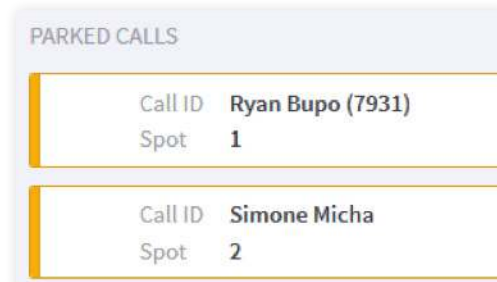 PARKED CALLS
Call ID Ryan Bupo (7931)
Spot 1
Call ID Simone Micha
Spot 2